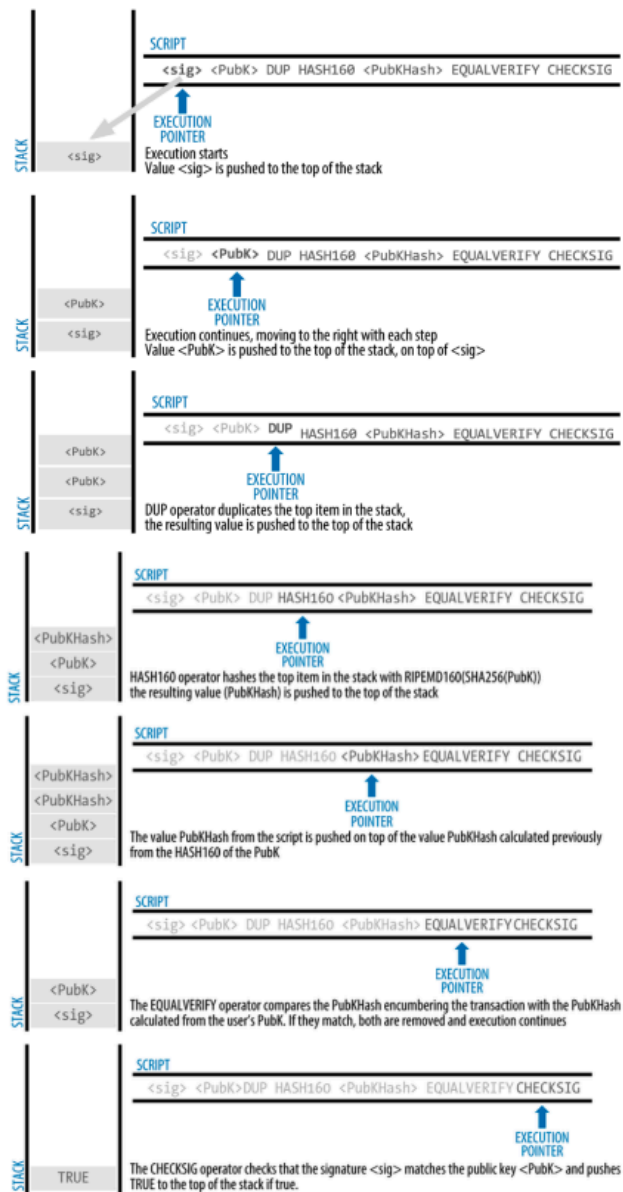 SCRIPT
<sig> <PubK> DUP HASH160 <PubKHash> EQUALVERIFY CHECKSIG
EXECUTION
POINTER
STACK
<sig>
Execution starts
Value <sig> is pushed to the top of the stack
SCRIPT
<sig> <PubK> DUP HASH160 <PubKHash> EQUALVERIFY CHECKSIG
<PubK>
EXECUTION
POINTER
STACK
<sig>
Execution continues, moving to the right with each step
Value <PubK> is pushed to the top of the stack, on top of <sig>
SCRIPT
<sig> <PubK> DUP HASH160 <PubKHash> EQUALVERIFY CHECKSIG
<PubK>
<PubK>
EXECUTION
POINTER
STACK
<sig>
DUP operator duplicates the top item in the stack,
the resulting value is pushed to the top of the stack
SCRIPT
<sig> <PubK> DUP HASH160 <PubKHash> EQUALVERIFY CHECKSIG
<PubKHash>
<PubK>
EXECUTION
POINTER
STACK
<sig>
HASH160 operator hashes the top item in the stack with RIPEMD160(SHA256(PubK))
the resulting value (PubKHash) is pushed to the top of the stack
SCRIPT
<sig> <PubK> DUP HASH160 <PubKHash> EQUALVERIFY CHECKSIG
<PubKHash>
<PubKHash>
<PubK>
EXECUTION
POINTER
STACK
<sig>
The value PubKHash from the script is pushed on top of the value PubKHash calculated previously
from the HASH160 of the PubK
SCRIPT
<sig> <PubK> DUP HASH160 <PubKHash> EQUALVERIFY CHECKSIG
EXECUTION
POINTER
<PubK>
STACK
<sig>
The EQUALVERIFY operator compares the PubKHash encumbering the transaction with the PubKHash
calculated from the user's PubK. If they match, both are removed and execution continues
SCRIPT
<sig> <PubK>DUP HASH160 <PubKHash> EQUALVERIFY CHECKSIG
EXECUTION
POINTER
STACK
TRUE
The CHECKSIG operator checks that the signature <sig> matches the public key <PubK> and pushes
TRUE to the top of the stack if true.